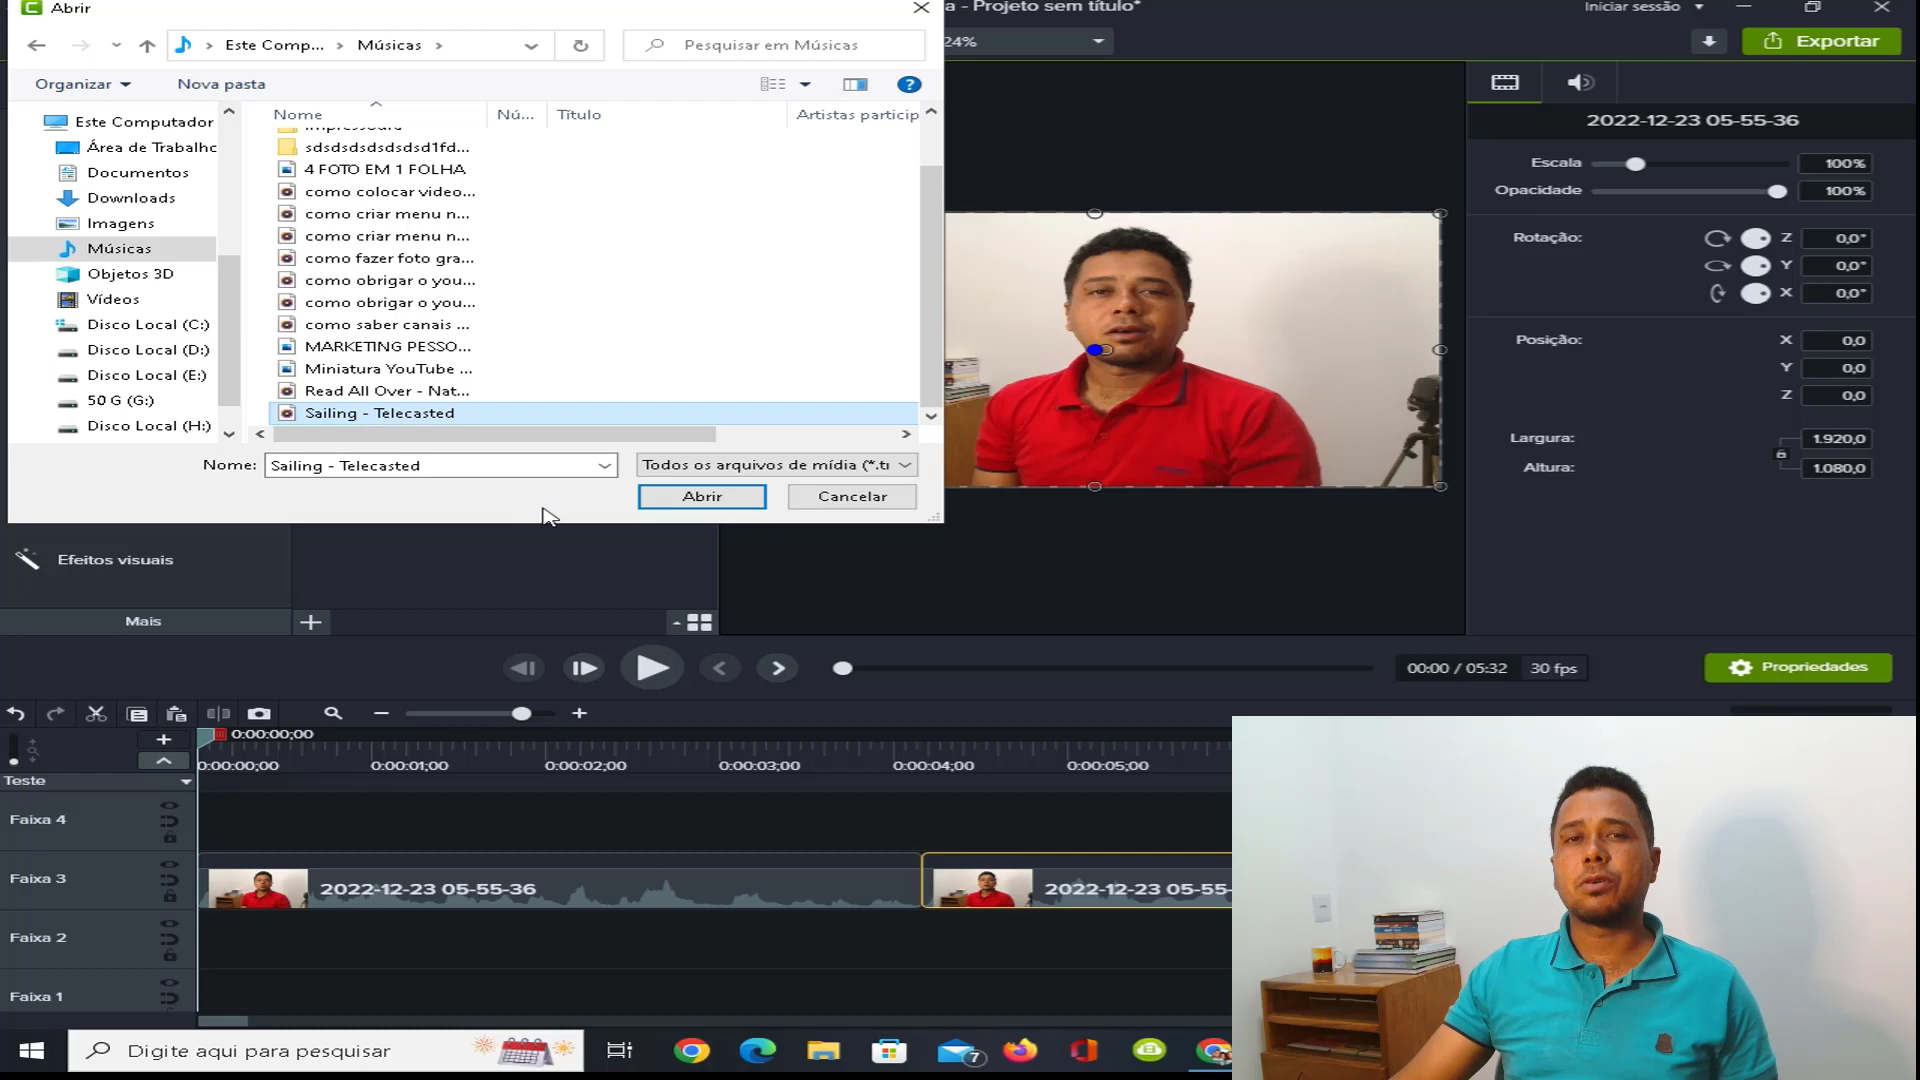 Abrir
a - Projeto sem título*
Iniciar sessão
Este Comp...
Músicas
Pesquisar em Músicas
24%
Exportar
Organizar
Nova pasta
Nome
Nú...
Título
Artistas particip
Este Computador
Área de Trabalhc
Documentos
Downloads
Imagens
Músicas
Objetos 3D
Vídeos
Disco Local (C:)
Disco Local (D:)
Disco Local (E:)
50 G (G:)
Disco Local (H:)
sdsdsdsdsdsd1fd...
4 FOTO EM 1 FOLHA
como colocar video...
como criar menu n...
como criar menu n...
como fazer foto gra...
como obrigar o you...
como obrigar o you...
como saber canais ...
MARKETING PESSO...
Miniatura YouTube ...
Read All Over - Nat...
Sailing - Telecasted
Nome:
Sailing - Telecasted
Todos os arquivos de mídia (*.tr
Abrir
Cancelar
2022-12-23 05-55-36
Escala
100%
Opacidade
100%
Rotação:
Z
0,0°
Y
0,0°
X
0,0°
Posição:
X
0,0
Y
0,0
Z
0,0
Largura:
1.920,0
Altura:
1.080,0
Efeitos visuais
Mais
00:00 / 05:32
30 fps
Propriedades
0:00:00;00
0:00:00;00
0:00:01;00
0:00:02;00
0:00:03;00
0:00:04;00
0:00:05;00
Teste
Faixa 4
Faixa 3
2022-12-23 05-55-36
2022-12-23 05-55-
Faixa 2
Faixa 1
Digite aqui para pesquisar
7